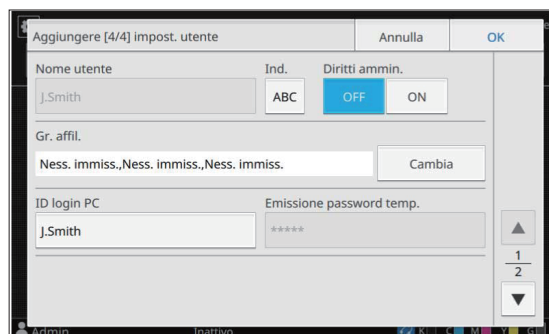 Aggiungere [4/4] impost. utente Annulla OK
Nome utente Ind. Diritti ammin.
J.Smith ABC OFF ON
Gr. affil.
Ness. immiss.,Ness. immiss.,Ness. immiss. Cambia
ID login PC Emissione password temp.
J.Smith *****
1
2
Admin Inattivo K C M Y G